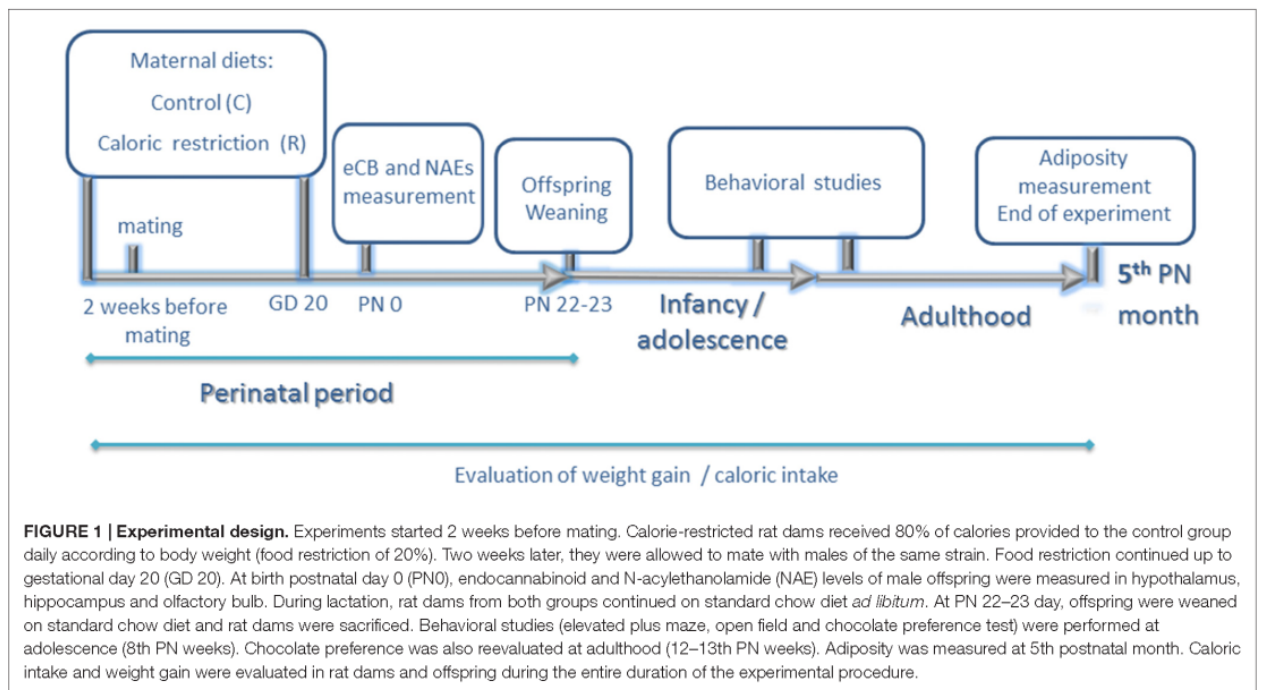 Maternal diets:
Control (C)
Caloric restriction (R)
eCB and NAEs
measurement
Offspring
Weaning
Behavioral studies
Adiposity
measurement
End of experiment
mating
2 weeks before
mating
GD 20
PN 0
PN 22-23
Infancy /
adolescence
Adulthood
5th PN
month
Perinatal period
Evaluation of weight gain / caloric intake
FIGURE 1 | Experimental design. Experiments started 2 weeks before mating. Calorie-restricted rat dams received 80% of calories provided to the control group
daily according to body weight (food restriction of 20%). Two weeks later, they were allowed to mate with males of the same strain. Food restriction continued up to
gestational day 20 (GD 20). At birth postnatal day 0 (PN0), endocannabinoid and N-acylethanolamide (NAE) levels of male offspring were measured in hypothalamus,
hippocampus and olfactory bulb. During lactation, rat dams from both groups continued on standard chow diet ad libitum. At PN 22–23 day, offspring were weaned
on standard chow diet and rat dams were sacrificed. Behavioral studies (elevated plus maze, open field and chocolate preference test) were performed at
adolescence (8th PN weeks). Chocolate preference was also reevaluated at adulthood (12–13th PN weeks). Adiposity was measured at 5th postnatal month. Caloric
intake and weight gain were evaluated in rat dams and offspring during the entire duration of the experimental procedure.